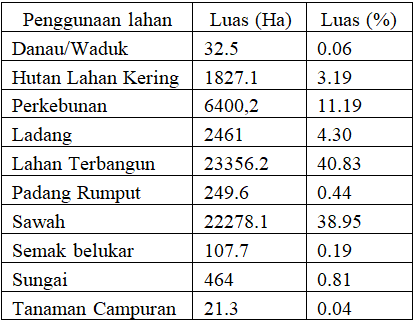 Penggunaan lahan Luas (Ha) Luas (%)
Danau/Waduk 32.5 0.06
Hutan Lahan Kering 1827.1 3.19
Perkebunan 6400,2 11.19
Ladang 2461 4.30
Lahan Terbangun 23356.2 40.83
Padang Rumput 249.6 0.44
Sawah 22278.1 38.95
Semak belukar 107.7 0.19
Sungai 464 0.81
Tanaman Campuran 21.3 0.04